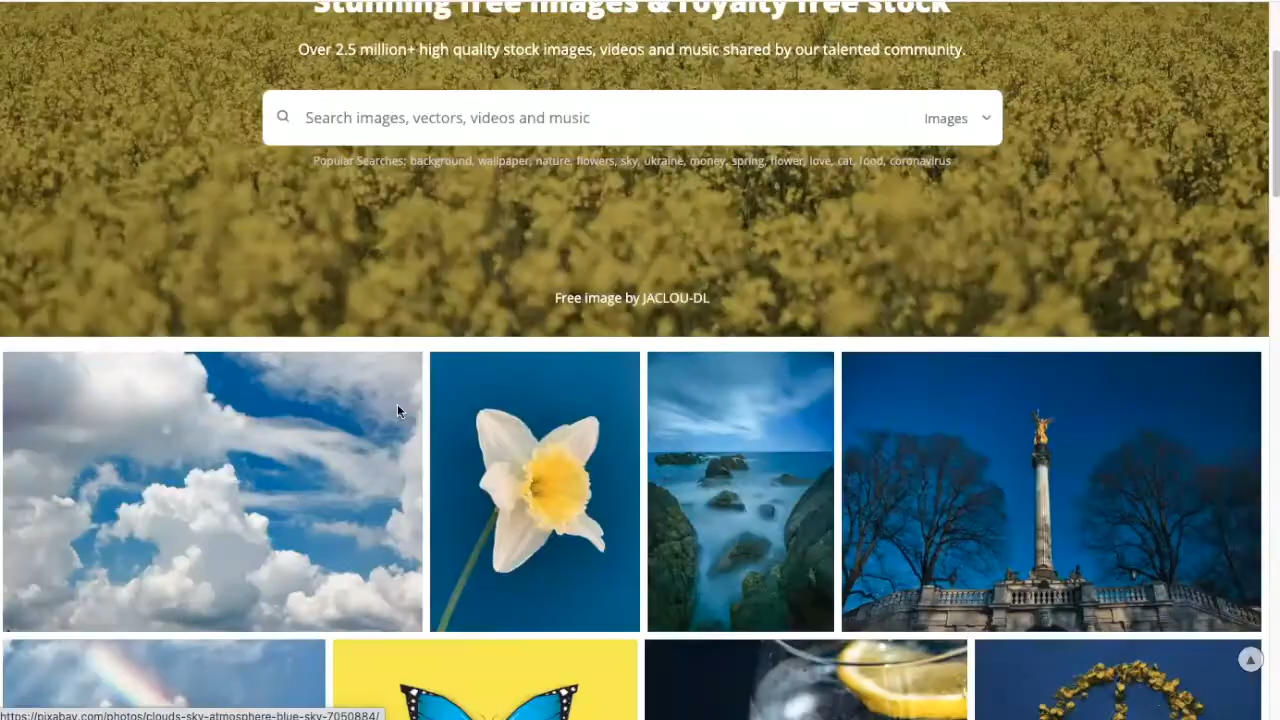 Stunning free images & royalty free stock
Over 2.5 million+ high quality stock images, videos and music shared by our talented community.
Search images, vectors, videos and music
Images
Popular Searches: background, wallpaper, nature, flowers, sky, ukraine, money, spring, flower, love, cat, food, coronavirus
Free image by JACLOU-DL
https://pixabay.com/photos/clouds-sky-atmosphere-blue-sky-7050884/